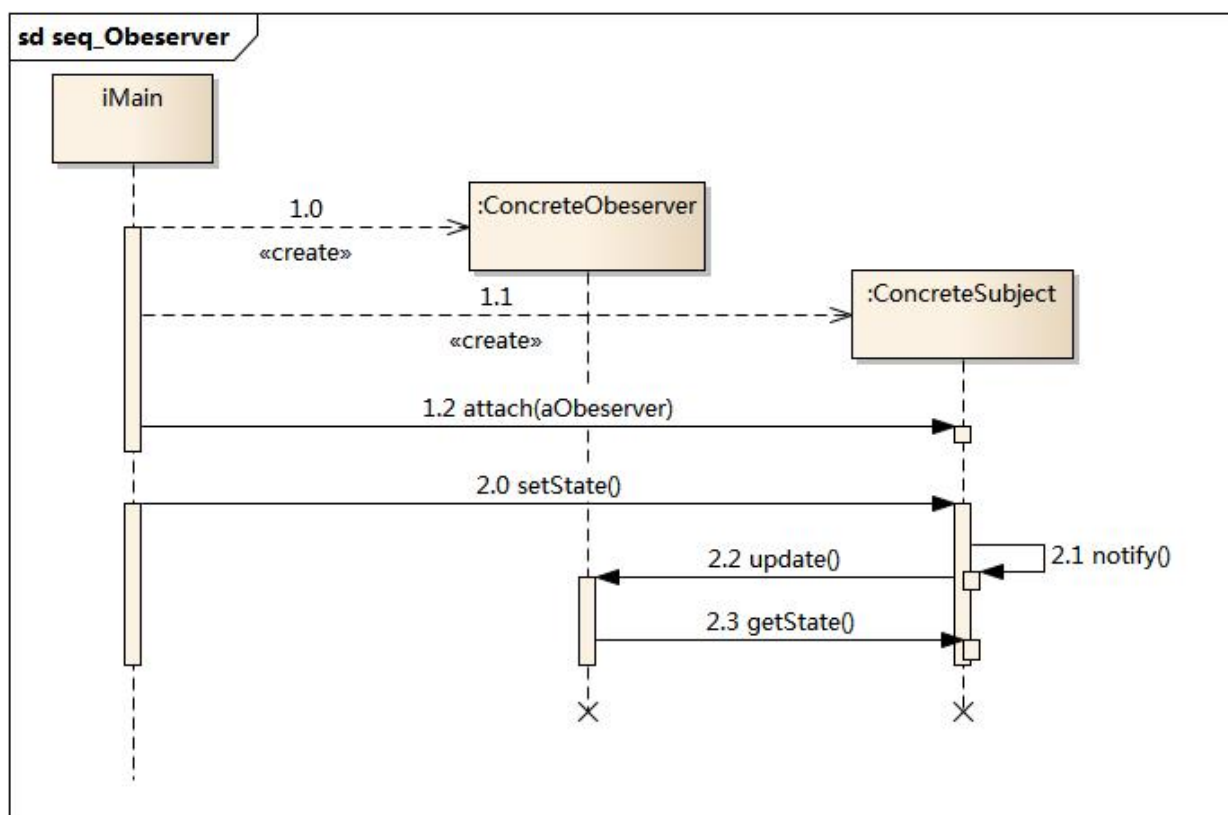 sd seq_Obeserver
iMain
1.0
«create»
:ConcreteObeserver
1.1
«create»
:ConcreteSubject
1.2 attach(aObeserver)
2.0 setState()
2.1 notify()
2.2 update()
2.3 getState()